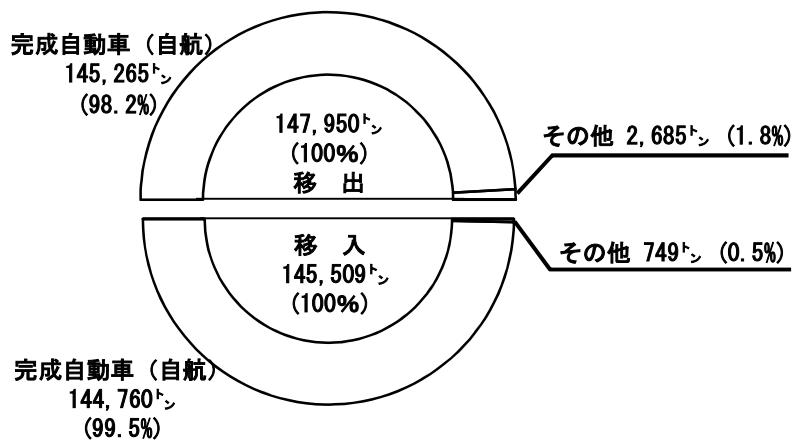 完成自動車（自航）
145,265㌧
(98.2%)
147,950㌧
(100%)
移　出
その他 2,685㌧ (1.8%)
移　入
145,509㌧
(100%)
その他 749㌧ (0.5%)
完成自動車（自航）
144,760㌧
(99.5%)